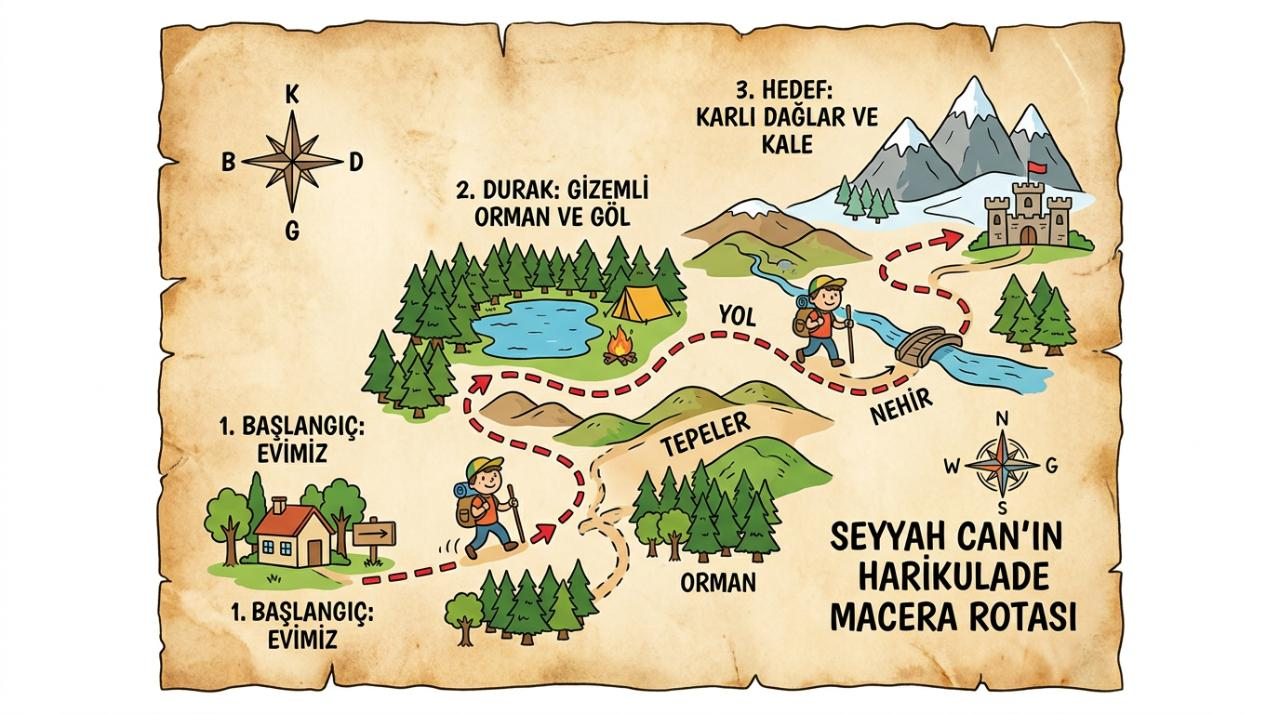 K
B D
G
3. HEDEF:
KARLI DAĞLAR VE
KALE
2. DURAK: GİZEMLİ
ORMAN VE GÖL
YOL
NEHİR
TEPELER
1. BAŞLANGIÇ:
EVİMİZ
ORMAN
1. BAŞLANGIÇ:
EVİMİZ
N
W G
S
SEYYAH CAN'IN
HARİKULADE
MACERA ROTASI